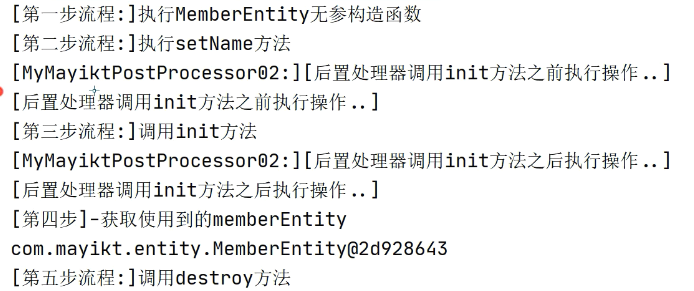 [第一步流程:]执行MemberEntity无参构造函数
[第二步流程:]执行setName方法
[MyMayiktPostProcessor02:][后置处理器调用init方法之前执行操作..]
[后置处理器调用init方法之前执行操作..]
[第三步流程:]调用init方法
[MyMayiktPostProcessor02:][后置处理器调用init方法之后执行操作..]
[后置处理器调用init方法之后执行操作..]
[第四步]-获取使用到的memberEntity
com.mayikt.entity.MemberEntity@2d928643
[第五步流程:]调用destroy方法